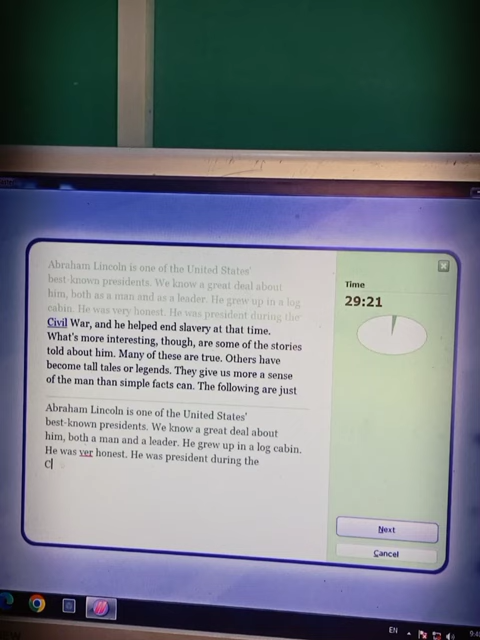 Abraham Lincoln is one of the United States'
best-known presidents. We know a great deal about
him, both as a man and as a leader. He grew up in a log
cabin. He was very honest. He was president during the
Civil War, and he helped end slavery at that time.
What's more interesting, though, are some of the stories
told about him. Many of these are true. Others have
become tall tales or legends. They give us more a sense
of the man than simple facts can. The following are just
Abraham Lincoln is one of the United States'
best-known presidents. We know a great deal about
him, both a man and a leader. He grew up in a log cabin.
He was ver honest. He was president during the
C
Time
29:21
Next
Cancel
EN